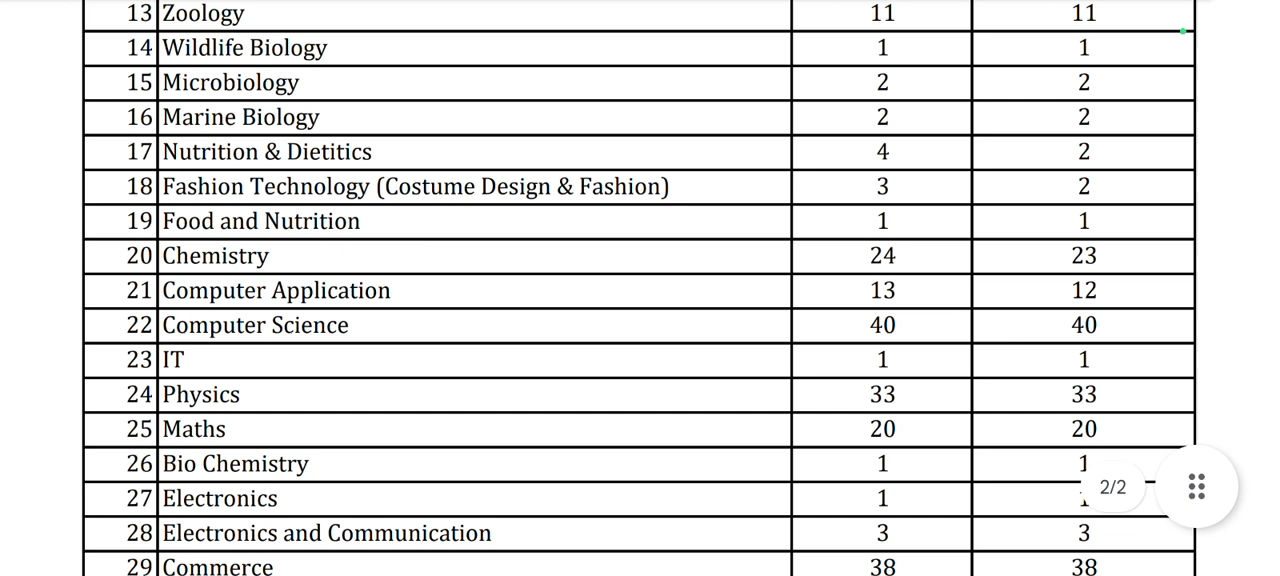 13 Zoology 11 11
14 Wildlife Biology 1 1
15 Microbiology 2 2
16 Marine Biology 2 2
17 Nutrition & Dietitics 4 2
18 Fashion Technology (Costume Design & Fashion) 3 2
19 Food and Nutrition 1 1
20 Chemistry 24 23
21 Computer Application 13 12
22 Computer Science 40 40
23 IT 1 1
24 Physics 33 33
25 Maths 20 20
26 Bio Chemistry 1 1
2/2
27 Electronics 1
28 Electronics and Communication 3 3
29 Commerce 38 38